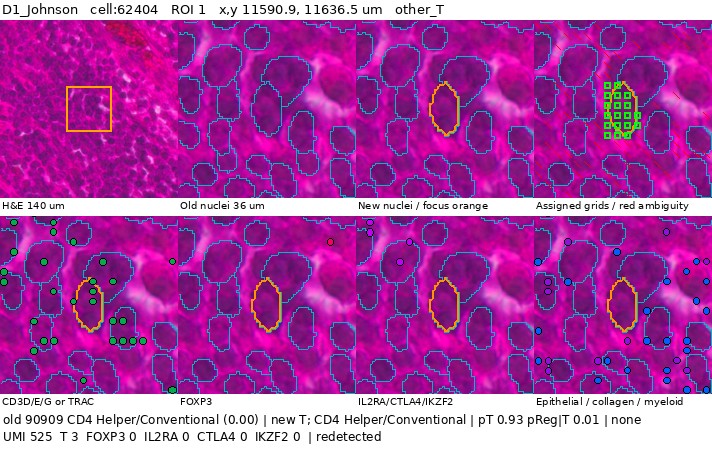 D1_Johnson cell:62404 ROI 1 x,y 11590.9, 11636.5 um other_T
H&E 140 um
Old nuclei 36 um
New nuclei / focus orange
Assigned grids / red ambiguity
CD3D/E/G or TRAC
FOXP3
IL2RA/CTLA4/IKZF2
Epithelial / collagen / myeloid
old 90909 CD4 Helper/Conventional (0.00) | new T; CD4 Helper/Conventional | pT 0.93 pReg|T 0.01 | none
UMI 525 T 3 FOXP3 0 IL2RA 0 CTLA4 0 IKZF2 0 | redetected